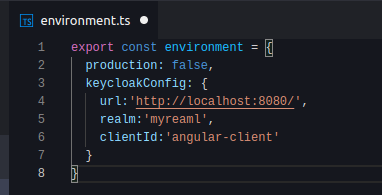 TS environment.ts
1 export const environment = {
2   production: false,
3   keycloakConfig: {
4     url:'http://localhost:8080/',
5     realm:'myreaml',
6     clientId:'angular-client'
7   }
8 }